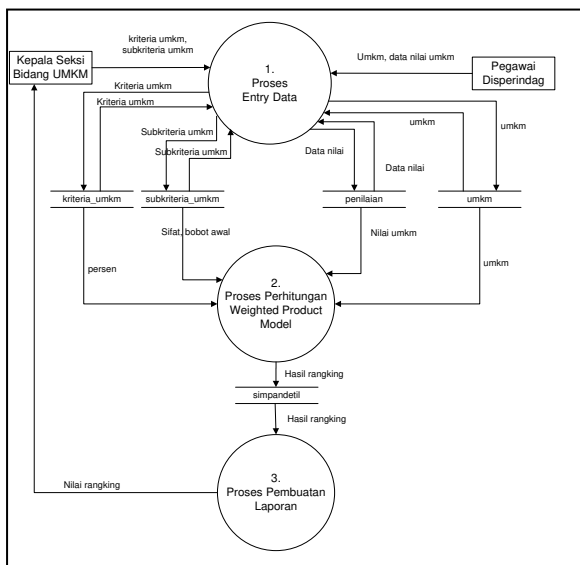 kriteria umkm,
subkriteria umkm
Kepala Seksi
Bidang UMKM
1.
Proses
Entry Data
Umkm, data nilai umkm
Pegawai
Disperindag
Kriteria umkm
Kriteria umkm
Subkriteria umkm
Subkriteria umkm
Data nilai
Data nilai
umkm
umkm
kriteria_umkm
subkriteria_umkm
penilaian
umkm
Sifat, bobot awal
Nilai umkm
persen
umkm
2.
Proses Perhitungan
Weighted Product
Model
Hasil rangking
simpandetil
Hasil rangking
3.
Proses Pembuatan
Laporan
Nilai rangking